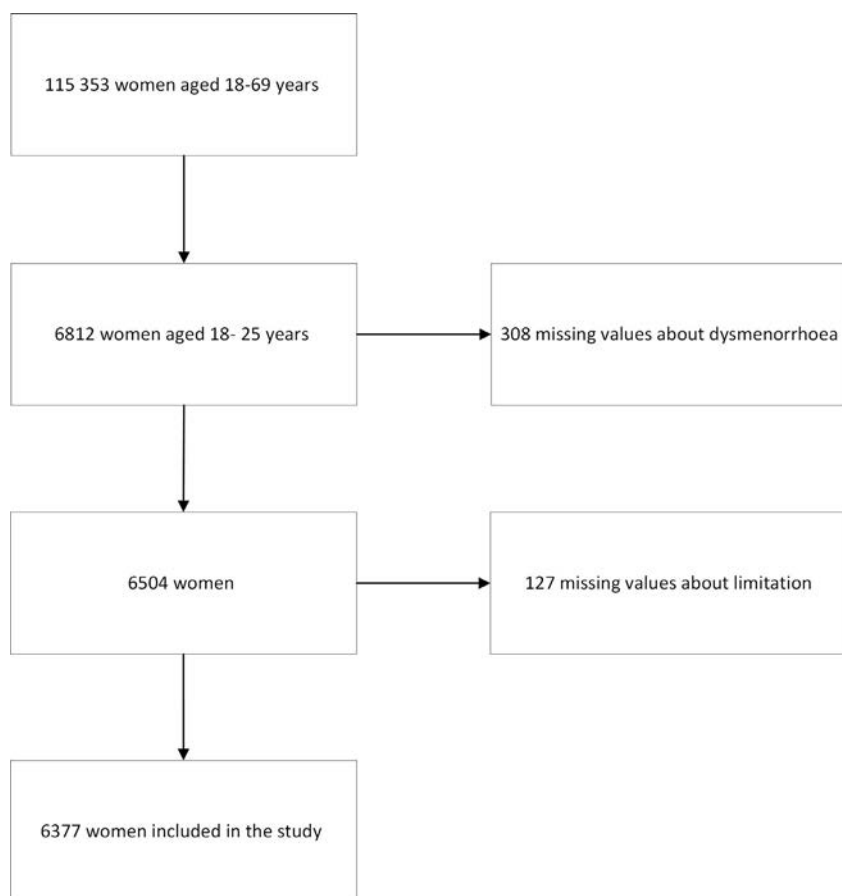 115 353 women aged 18-69 years
6812 women aged 18- 25 years
308 missing values about dysmenorrhoea
6504 women
127 missing values about limitation
6377 women included in the study